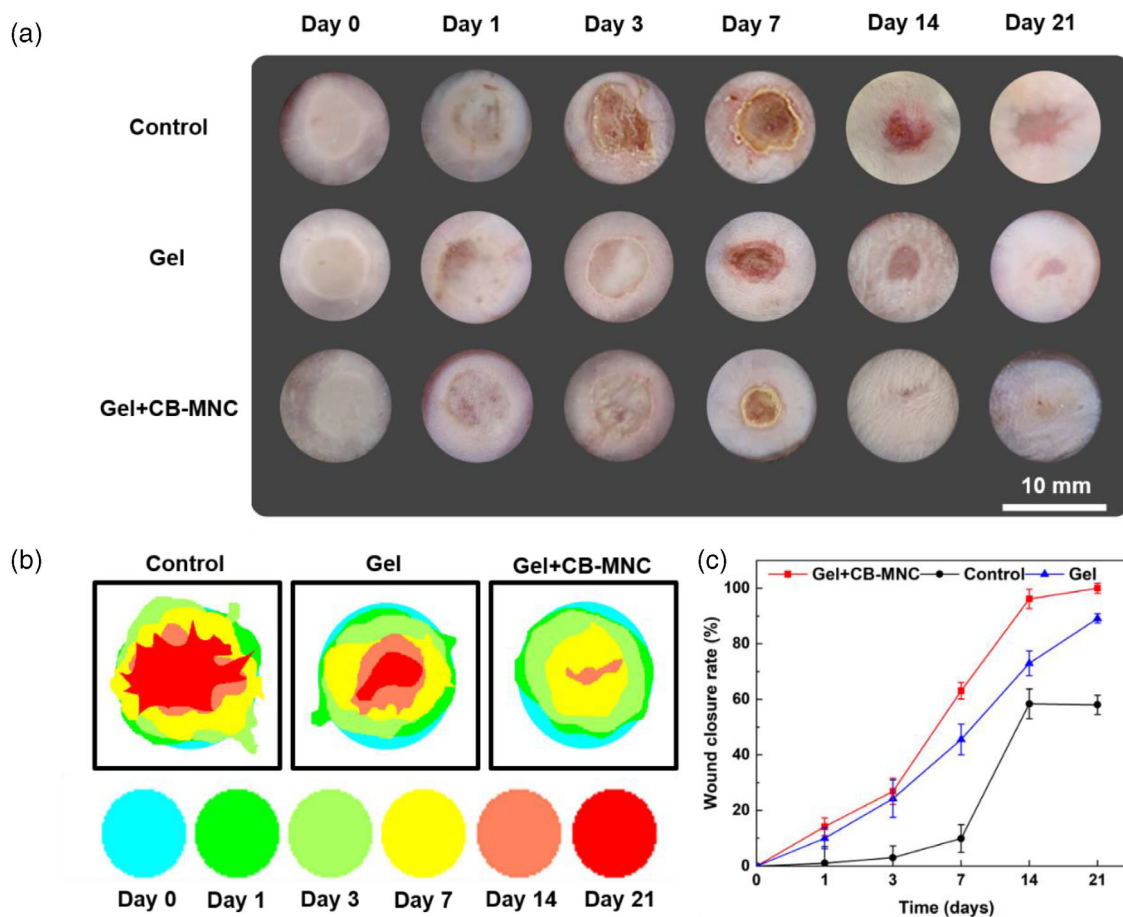 (a)
Day 0 Day 1 Day 3 Day 7 Day 14 Day 21
Control
Gel
Gel+CB-MNC
10 mm
(b)
Control Gel Gel+CB-MNC
Day 0 Day 1 Day 3 Day 7 Day 14 Day 21
(c)
Gel+CB-MNC Control Gel
Wound closure rate (%)
100
80
60
40
20
0
0 1 3 7 14 21
Time (days)